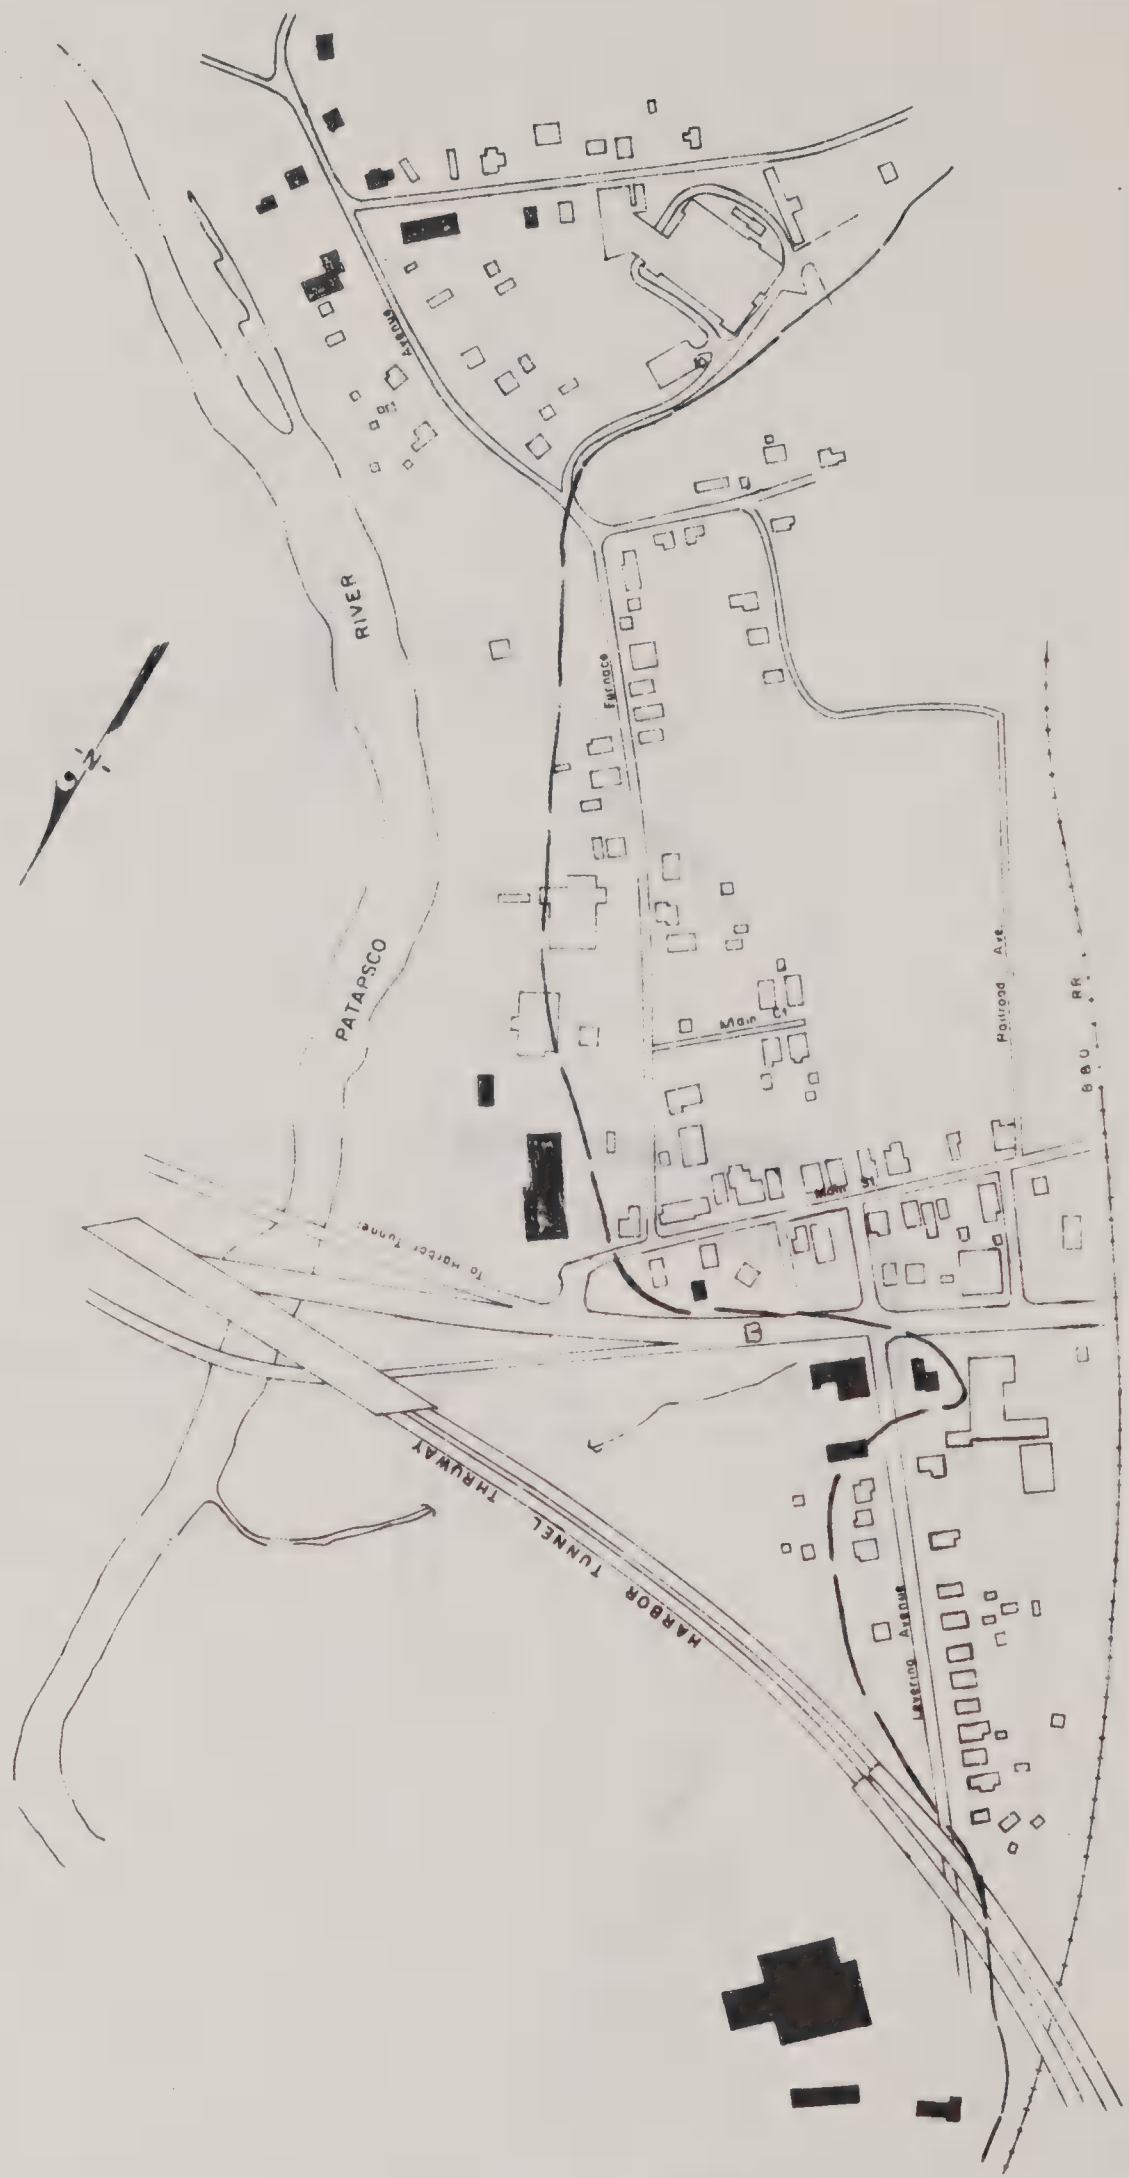 N
Avenue
RIVER
Furnace
PATAPSCO
Main Ct.
Railroad Ave.
B & O RR.
Main St.
To Harbor Tunnel
HARBOR TUNNEL THRUWAY
Levering Avenue